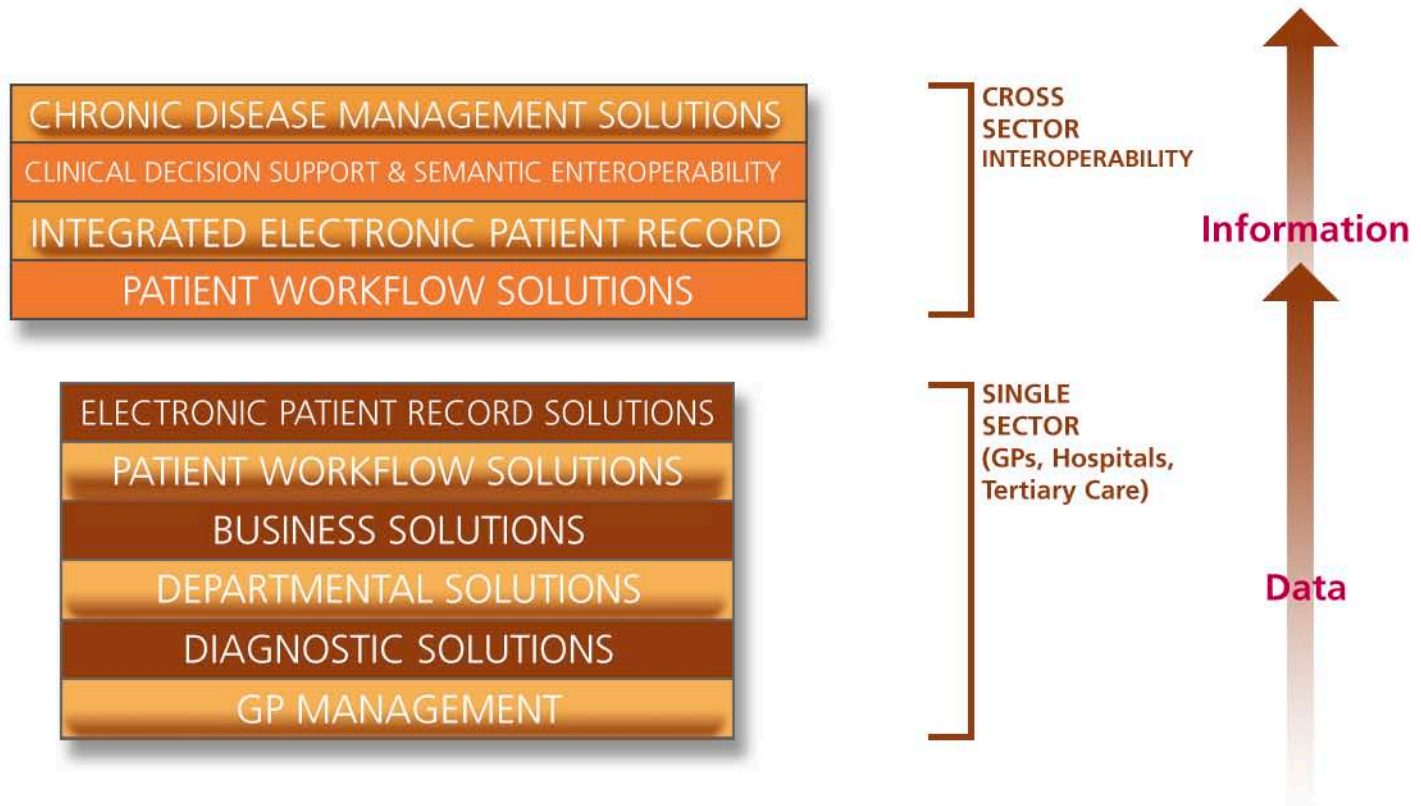 CHRONIC DISEASE MANAGEMENT SOLUTIONS
CLINICAL DECISION SUPPORT & SEMANTIC ENTEROPERABILITY
INTEGRATED ELECTRONIC PATIENT RECORD
PATIENT WORKFLOW SOLUTIONS
CROSS
SECTOR
INTEROPERABILITY
Information
ELECTRONIC PATIENT RECORD SOLUTIONS
PATIENT WORKFLOW SOLUTIONS
BUSINESS SOLUTIONS
DEPARTMENTAL SOLUTIONS
DIAGNOSTIC SOLUTIONS
GP MANAGEMENT
SINGLE
SECTOR
(GPs, Hospitals,
Tertiary Care)
Data